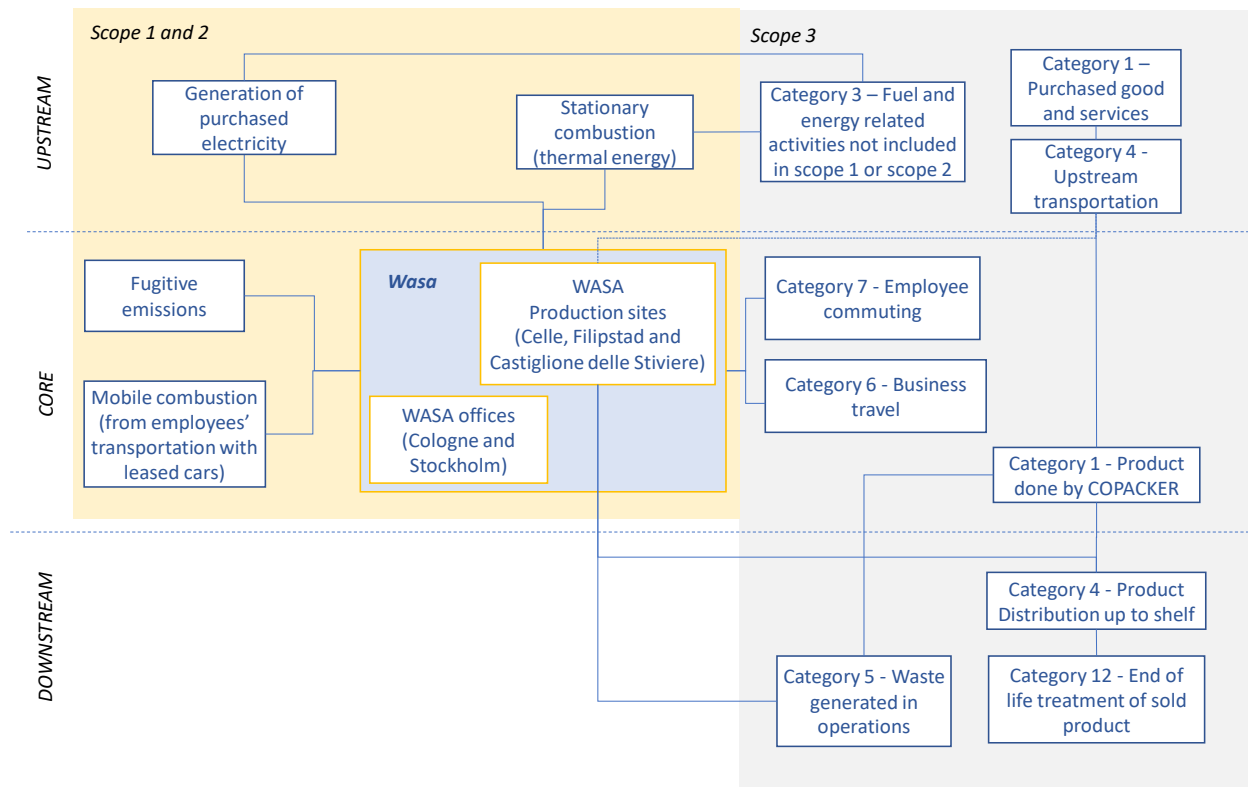 Scope 1 and 2
Scope 3
UPSTREAM
Generation of
purchased
electricity
Stationary
combustion
(thermal energy)
Category 3 – Fuel and
energy related
activities not included
in scope 1 or scope 2
Category 1 –
Purchased good
and services
Category 4 -
Upstream
transportation
CORE
Fugitive
emissions
Mobile combustion
(from employees’
transportation with
leased cars)
Wasa
WASA
Production sites
(Celle, Filipstad and
Castiglione delle Stiviere)
WASA offices
(Cologne and
Stockholm)
Category 7 - Employee
commuting
Category 6 - Business
travel
Category 1 - Product
done by COPACKER
DOWNSTREAM
Category 4 - Product
Distribution up to shelf
Category 5 - Waste
generated in
operations
Category 12 - End of
life treatment of sold
product